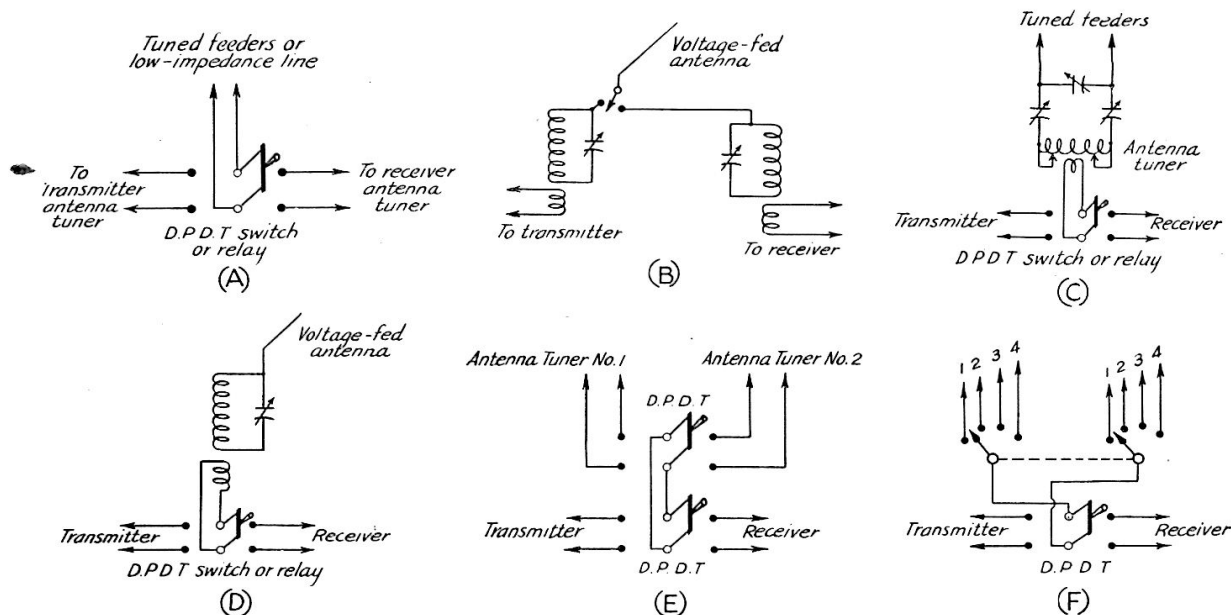 Tuned feeders or
low-impedance line
To
Transmitter
antenna
tuner
To receiver
antenna
tuner
D.P.D.T switch
or relay
(A)
Voltage-fed
antenna
To transmitter
To receiver
(B)
Tuned feeders
Antenna
tuner
Transmitter
Receiver
DPDT switch or relay
(C)
Voltage-fed
antenna
Transmitter
Receiver
D.P.D T switch or relay
(D)
Antenna Tuner No.1
Antenna Tuner No.2
D.P.D.T
Transmitter
Receiver
D.P.D.T
(E)
1 2 3 4
1 2 3 4
Transmitter
Receiver
D P D T
(F)